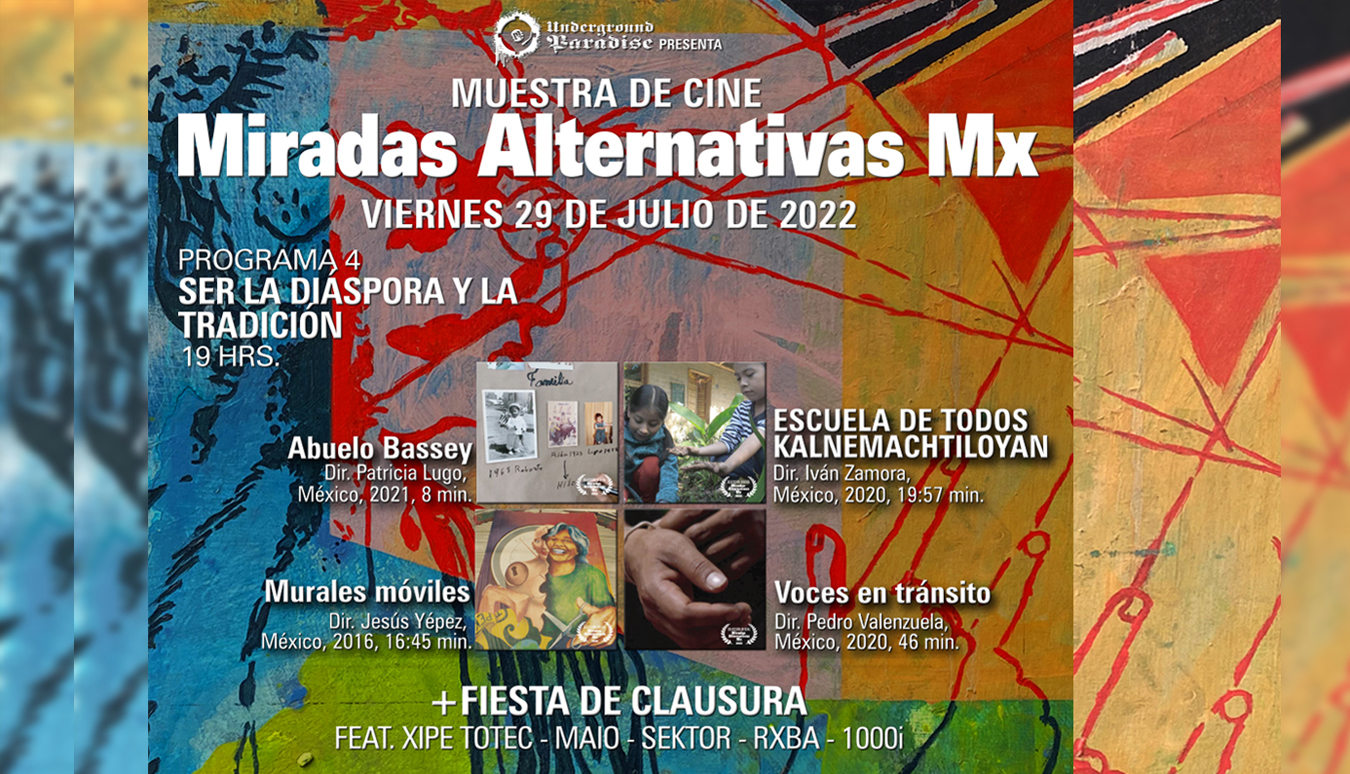 Underground
Paradise PRESENTA
MUESTRA DE CINE
Miradas Alternativas Mx
VIERNES 29 DE JULIO DE 2022
PROGRAMA 4
SER LA DIÁSPORA Y LA
TRADICIÓN
19 HRS.
Familia
1968 Roberto
Abuelo Bassey
Dir. Patricia Lugo,
México, 2021, 8 min.
ESCUELA DE TODOS
KALNEMACHTILOYAN
Dir. Iván Zamora,
México, 2020, 19:57 min.
Murales móviles
Dir. Jesús Yépez,
México, 2016, 16:45 min.
Voces en tránsito
Dir. Pedro Valenzuela,
México, 2020, 46 min.
+FIESTA DE CLAUSURA
FEAT. XIPE TOTEC - MAIO - SEKTOR - RXBA - 1000i